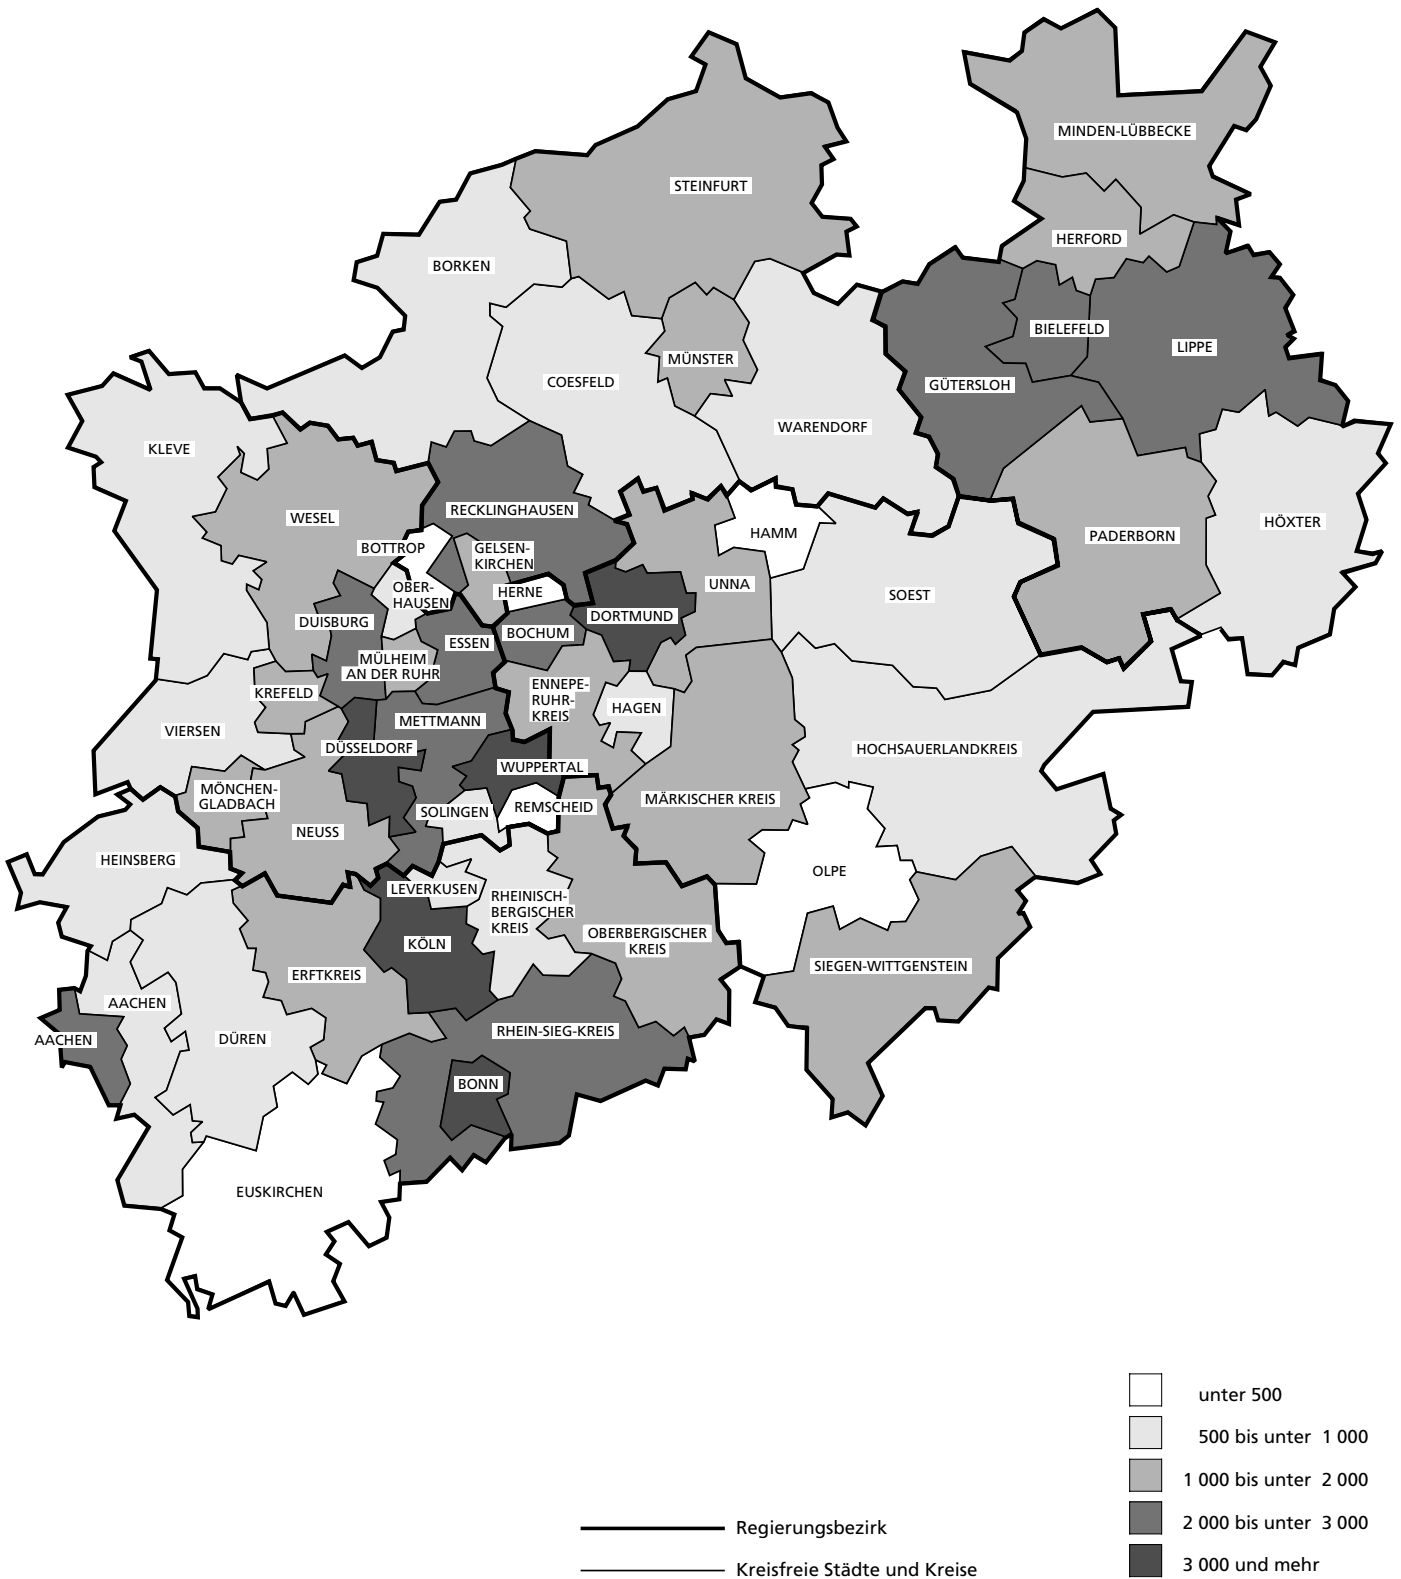 MINDEN-LÜBBECKE
STEINFURT
HERFORD
BORKEN
BIELEFELD
LIPPE
MÜNSTER
COESFELD
GÜTERSLOH
WARENDORF
KLEVE
RECKLINGHAUSEN
WESEL
HÖXTER
HAMM
PADERBORN
BOTTROP
GELSEN-
KIRCHEN
UNNA
OBER-
HAUSEN
HERNE
SOEST
DORTMUND
DUISBURG
BOCHUM
ESSEN
MÜLHEIM
AN DER RUHR
KREFELD
ENNEPE-
RUHR-
KREIS
HAGEN
METTMANN
VIERSEN
DÜSSELDORF
HOCHSAUERLANDKREIS
WUPPERTAL
MÖNCHEN-
GLADBACH
MÄRKISCHER KREIS
REMSCHEID
SOLINGEN
NEUSS
HEINSBERG
OLPE
LEVERKUSEN
RHEINISCH-
BERGISCHER
KREIS
OBERBERGISCHER
KREIS
KÖLN
SIEGEN-WITTGENSTEIN
ERFTKREIS
AACHEN
RHEIN-SIEG-KREIS
AACHEN
DÜREN
BONN
EUSKIRCHEN
unter 500
500 bis unter 1 000
1 000 bis unter 2 000
2 000 bis unter 3 000
3 000 und mehr
Regierungsbezirk
Kreisfreie Städte und Kreise